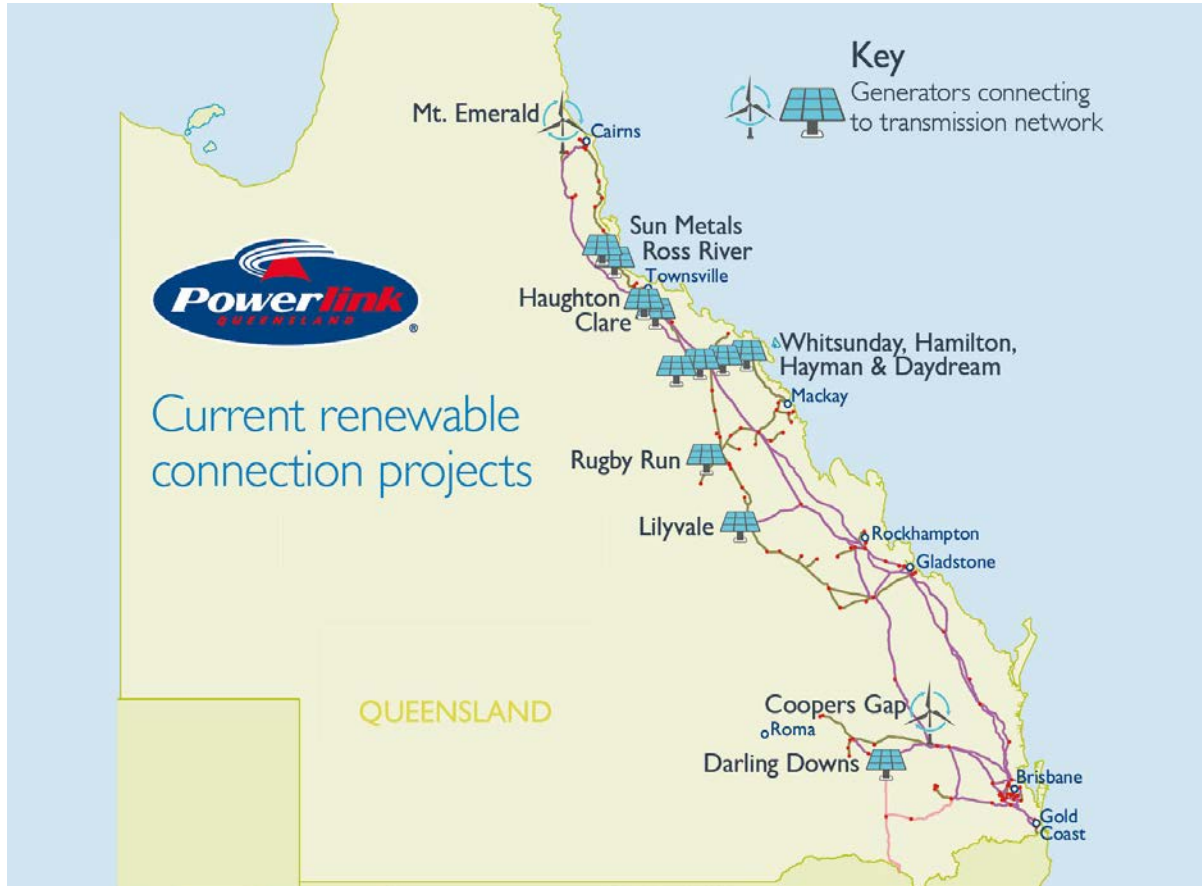 Key
Generators connecting
to transmission network
Mt. Emerald
Cairns
Sun Metals
Ross River
Townsville
Powerlink
QUEENSLAND
®
Haughton
Clare
Whitsunday, Hamilton,
Hayman & Daydream
Mackay
Current renewable
connection projects
Rugby Run
Lilyvale
Rockhampton
Gladstone
QUEENSLAND
Coopers Gap
Roma
Darling Downs
Brisbane
Gold
Coast